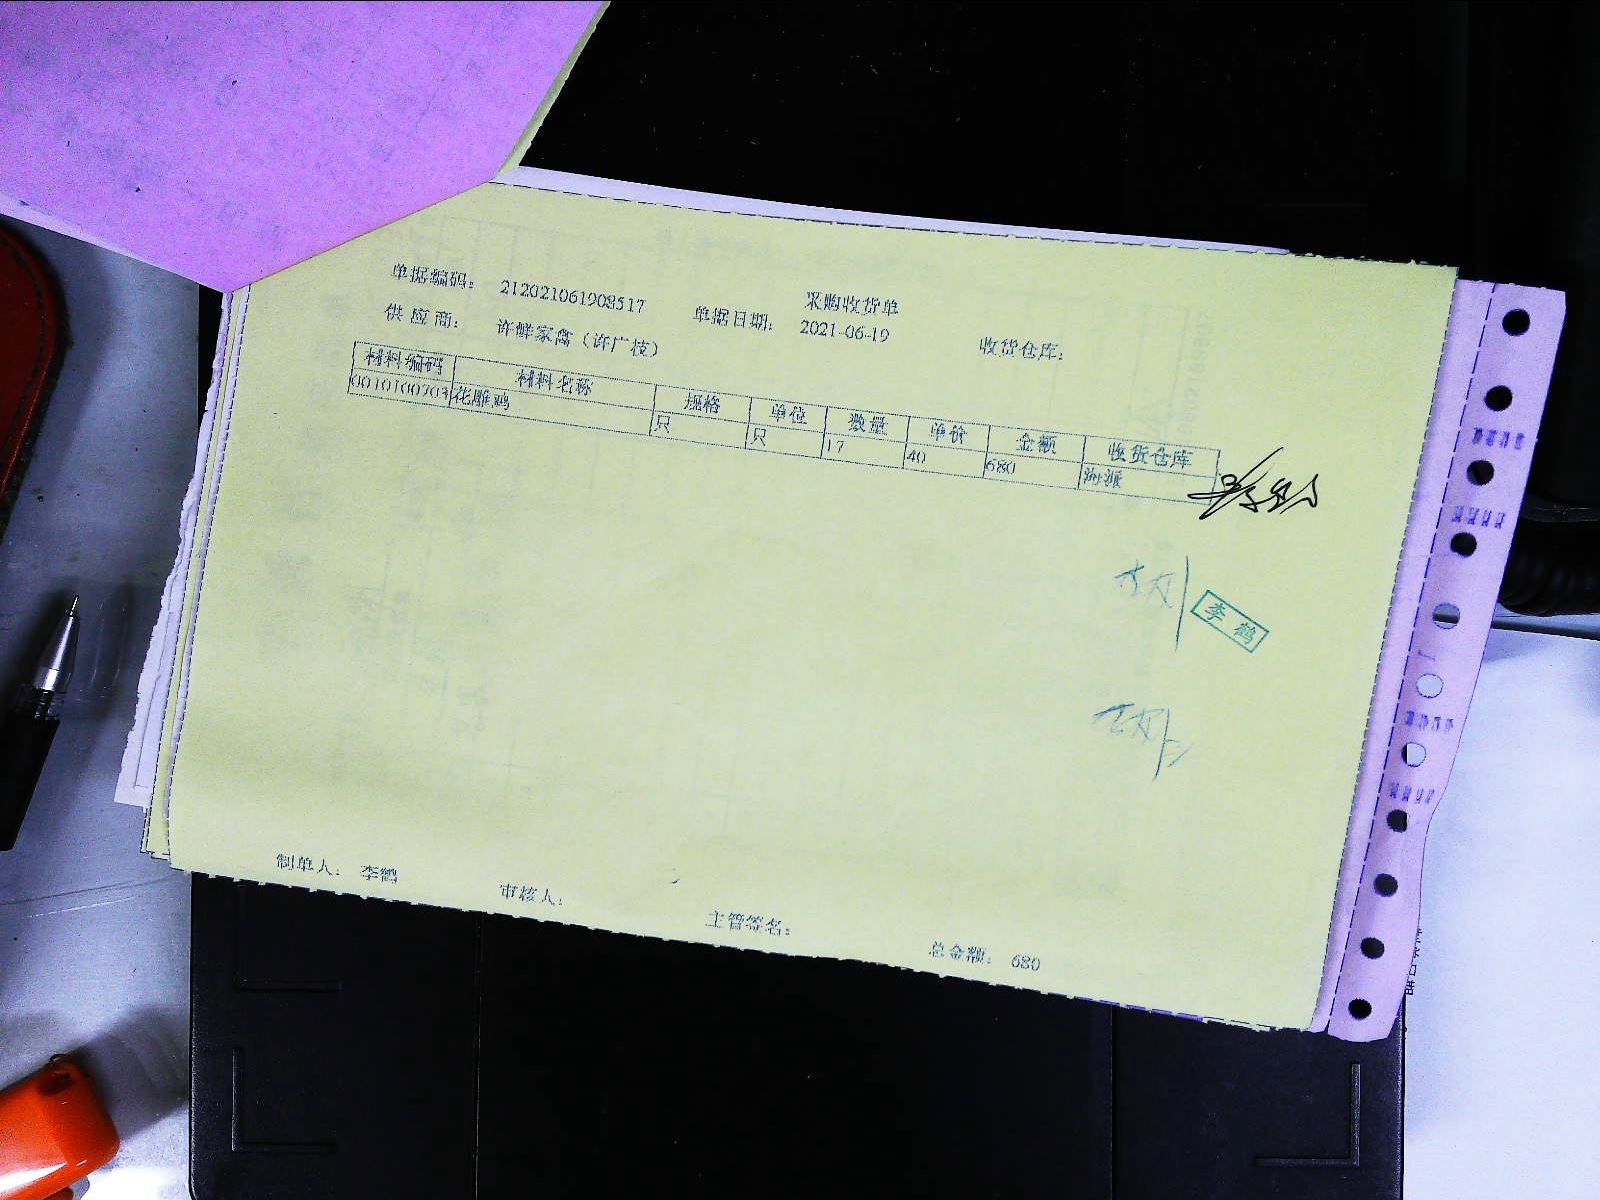 采购收货单
单据编码： 212021061908517 单据日期： 2021-06-19
供应商： 许鲜家禽（许广枝） 收货仓库：
材料编码 材料名称 规格 单位 数量 单价 金额 收货仓库
花雕鸡 只 只 17 40 680 海派
李鹤
制单人： 李鹤 审核人： 主管签名： 总金额： 680